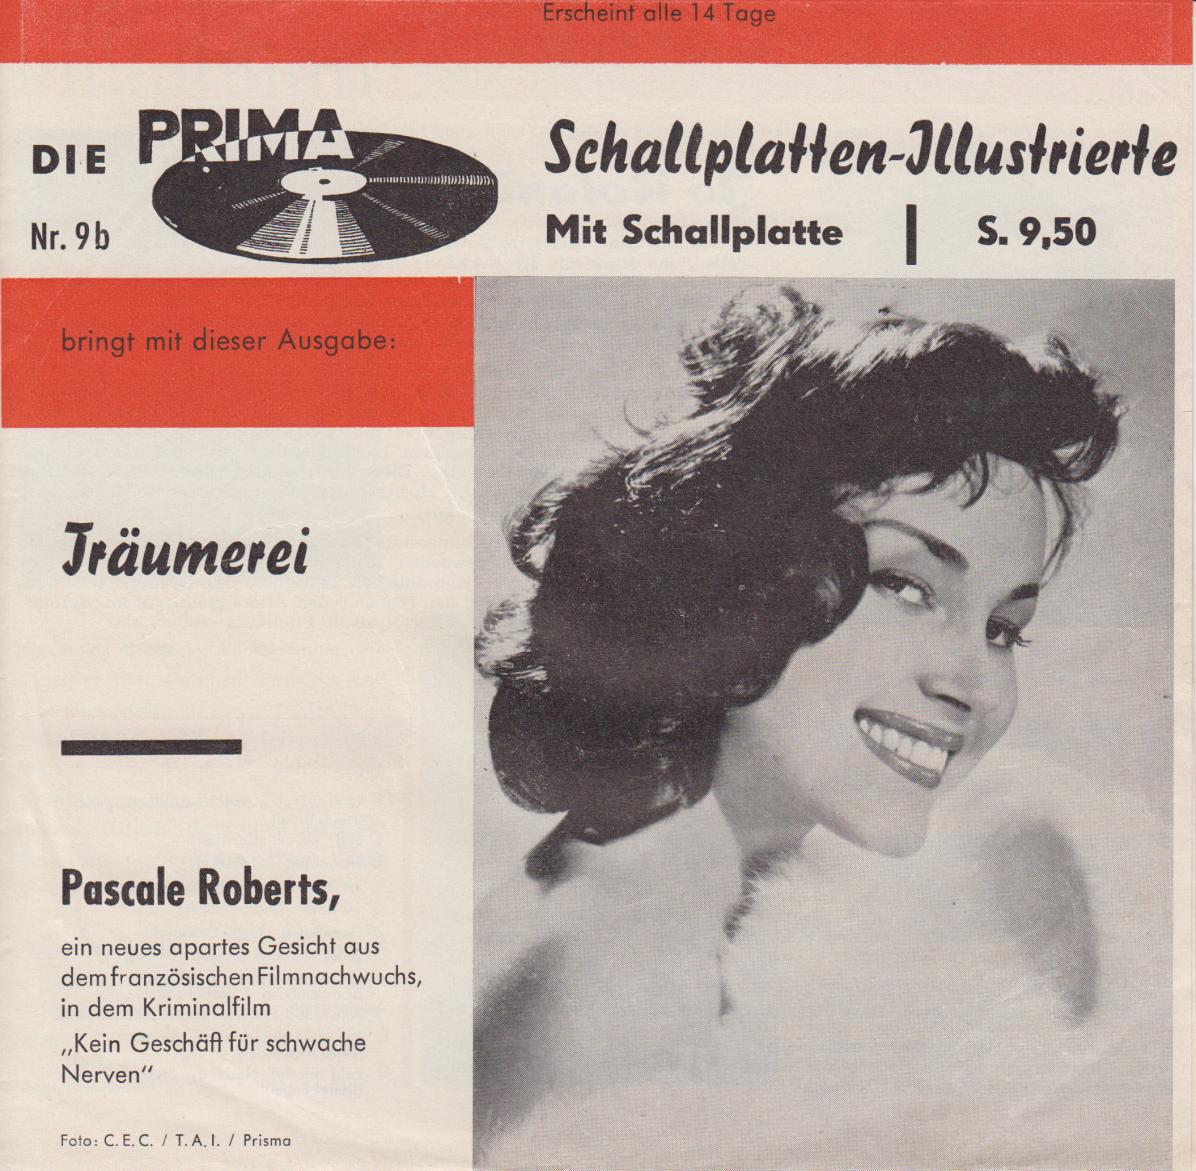 Erscheint alle 14 Tage
DIE PRIMA Schallplatten-Illustrierte
Nr. 9b Mit Schallplatte | S. 9,50
bringt mit dieser Ausgabe:
Träumerei
Pascale Roberts,
ein neues apartes Gesicht aus
dem französischen Filmnachwuchs,
in dem Kriminalfilm
„Kein Geschäft für schwache
Nerven“
Foto: C.E.C. / T.A.I. / Prisma